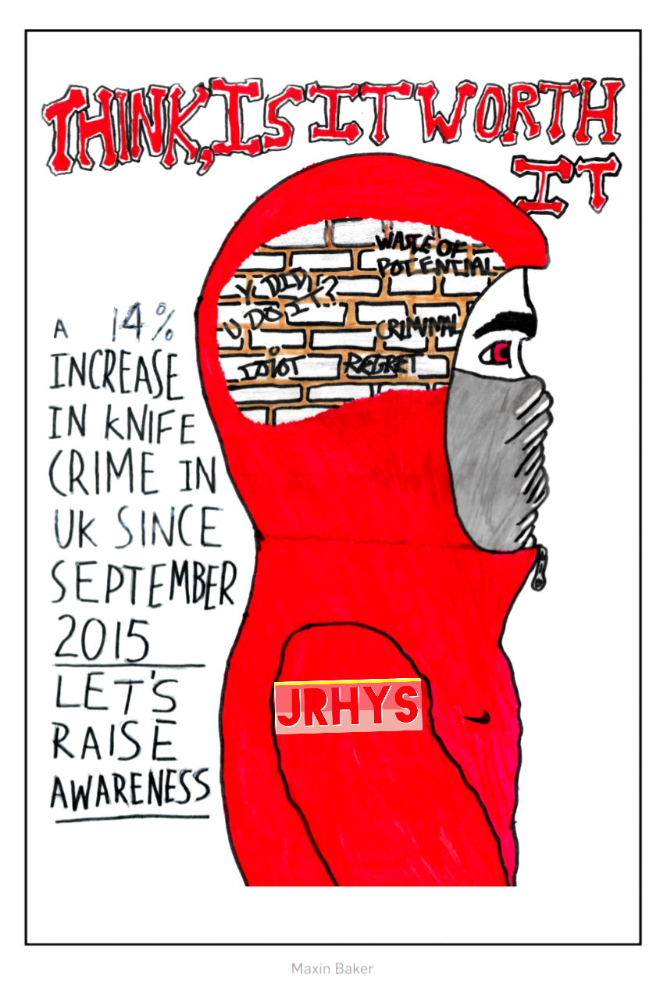 THINK, IS IT WORTH
IT
WASTE OF
POTENTIAL
Y DID
U DO IT?
CRIMINAL
IDIOT
REGRET
A 14%
INCREASE
IN KNIFE
CRIME IN
UK SINCE
SEPTEMBER
2015
LET'S
RAISE
AWARENESS
JRHYS
Maxin Baker